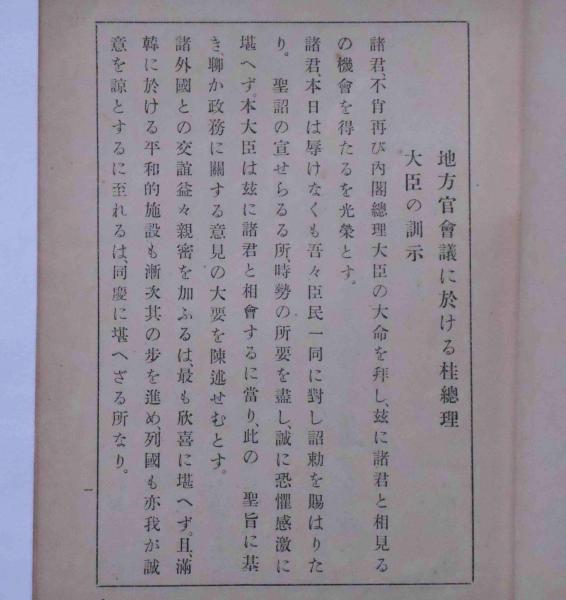 地方官會議に於ける桂總理
大臣の訓示
諸君、不肖再び內閣總理大臣の大命を拜し、玆に諸君と相見る
の機會を得たるを光榮とす。
諸君、本日は辱けなくも吾々臣民一同に對し詔勅を賜はりた
り。　聖詔の宣せらるる所、時勢の所要を盡し、誠に恐懼感激に
堪へず。本大臣は玆に諸君と相會するに當り、此の　聖旨に基
き、聊か政務に關する意見の大要を陳述せむとす。
諸外國との交誼益々親密を加ふるは、最も欣喜に堪へず。且、滿
韓に於ける平和的施設も漸次其の步を進め、列國も亦我が誠
意を諒とするに至れるは、同慶に堪へざる所なり。
一